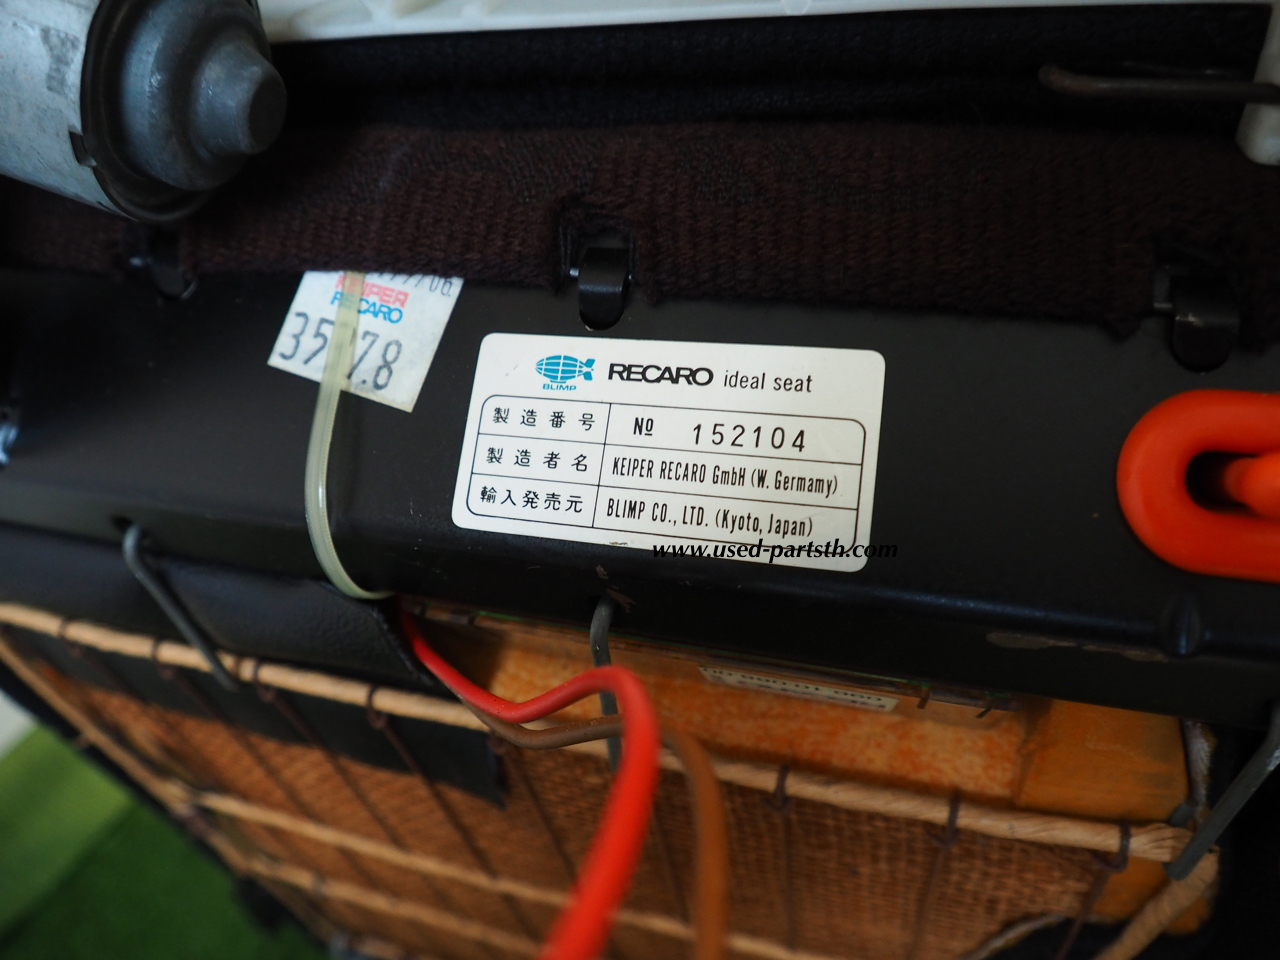 KEIPER
RECARO
BLIMP
RECARO ideal seat
製造番号 Nº 152104
製造者名 KEIPER RECARO GmbH (W. Germamy)
輸入発売元 BLIMP CO., LTD. (Kyoto, Japan)
www.used-partsth.com